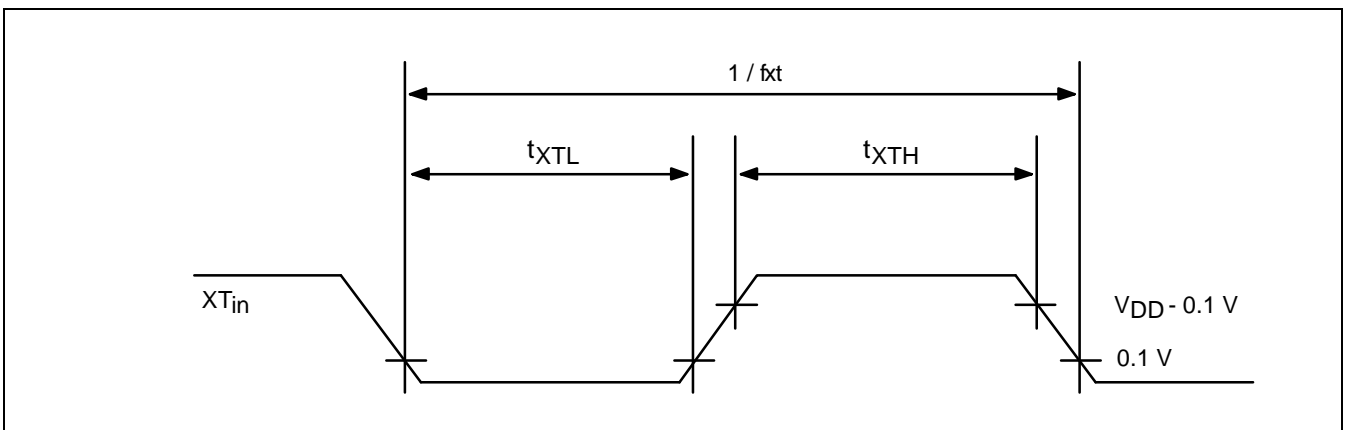 1 / fxt
tXTL
tXTH
XTin
VDD - 0.1 V
0.1 V